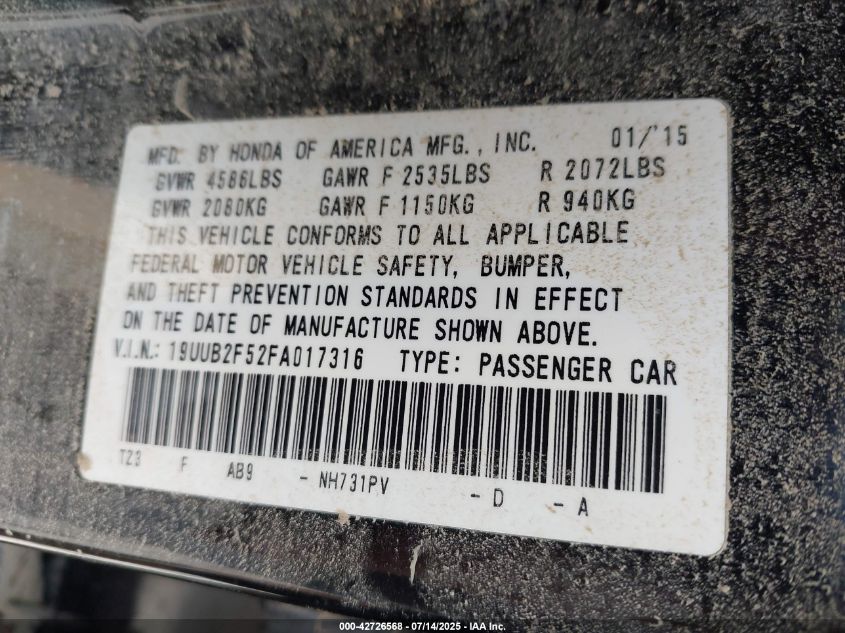 MFD. BY HONDA OF AMERICA MFG., INC. 01/'15
GVWR 4586LBS GAWR F 2535LBS R 2072LBS
GVWR 2080KG GAWR F 1150KG R 940KG
THIS VEHICLE CONFORMS TO ALL APPLICABLE
FEDERAL MOTOR VEHICLE SAFETY, BUMPER,
AND THEFT PREVENTION STANDARDS IN EFFECT
ON THE DATE OF MANUFACTURE SHOWN ABOVE.
V.I.N.: 19UUB2F52FA017316 TYPE: PASSENGER CAR
TZ3 F AB9 - NH731PV - D - A
000-42726568 — 07/14/2025 — IAA Inc.